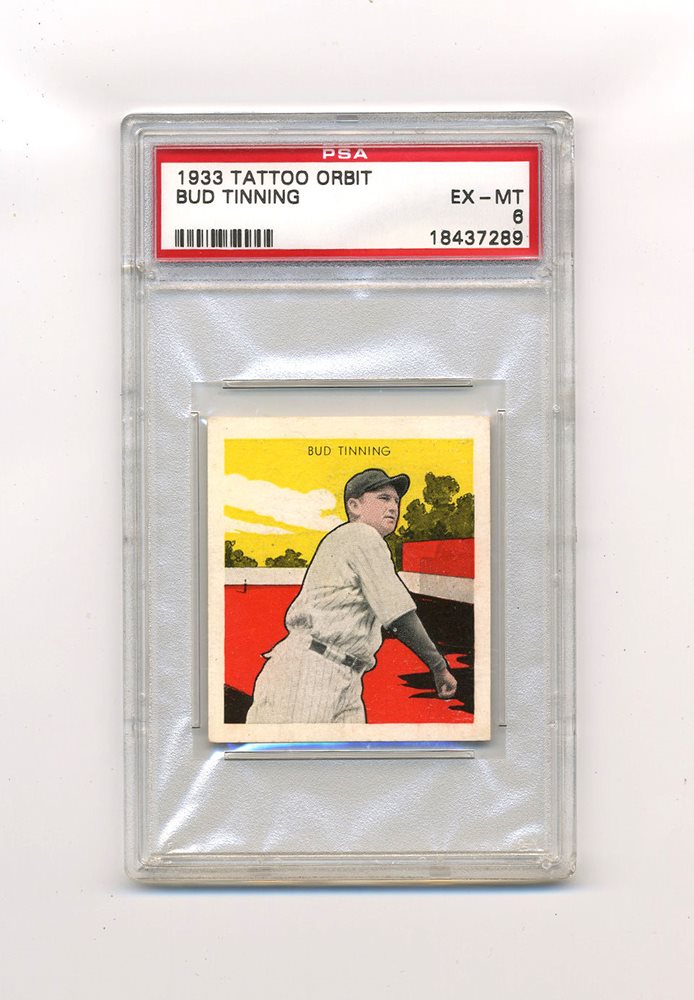 PSA
1933 TATTOO ORBIT
BUD TINNING
EX - MT
6
18437289
BUD TINNING